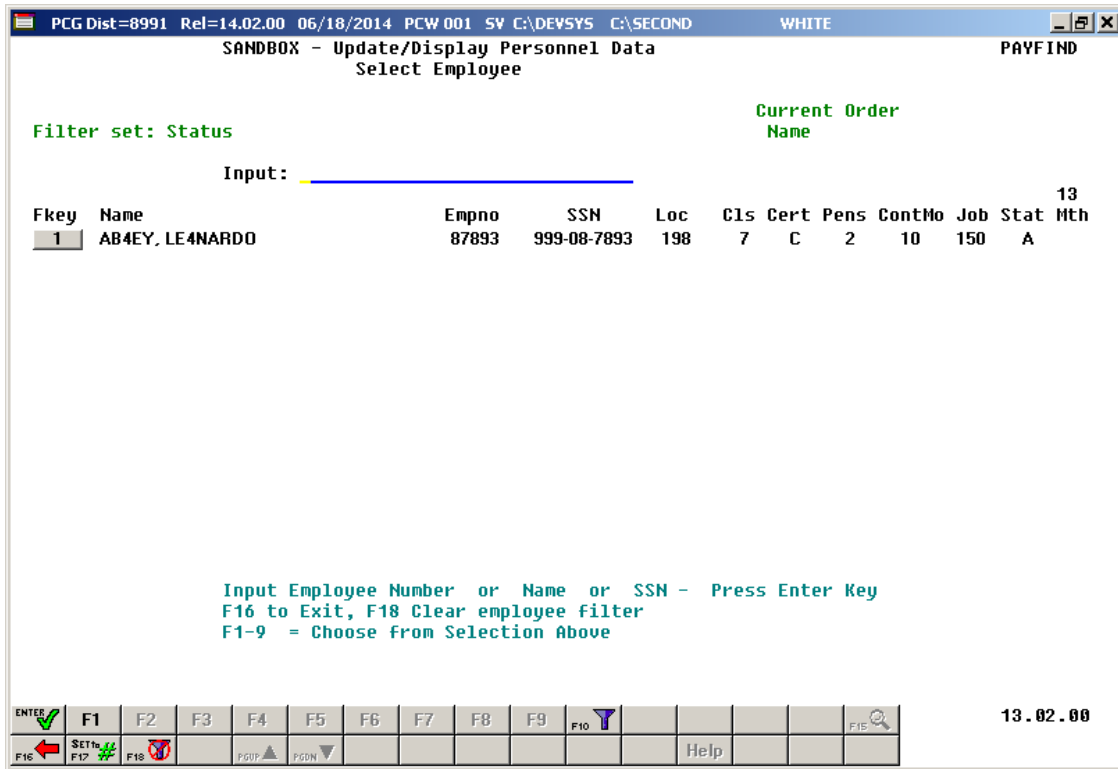 PCG Dist=8991 Rel=14.02.00 06/18/2014 PCW 001 SV C:\DEVSYS C:\SECOND WHITE
SANDBOX - Update/Display Personnel Data PAYFIND
Select Employee
Current Order
Filter set: Status Name
Input:
13
Fkey Name Empno SSN Loc Cls Cert Pens ContMo Job Stat Mth
1 AB4EY, LE4NARDO 87893 999-08-7893 198 7 C 2 10 150 A
Input Employee Number or Name or SSN - Press Enter Key
F16 to Exit, F18 Clear employee filter
F1-9 = Choose from Selection Above
ENTER F1 F2 F3 F4 F5 F6 F7 F8 F9 F10 F15 13.02.00
F16 SET to F17 # F18 PGUP PGDN Help